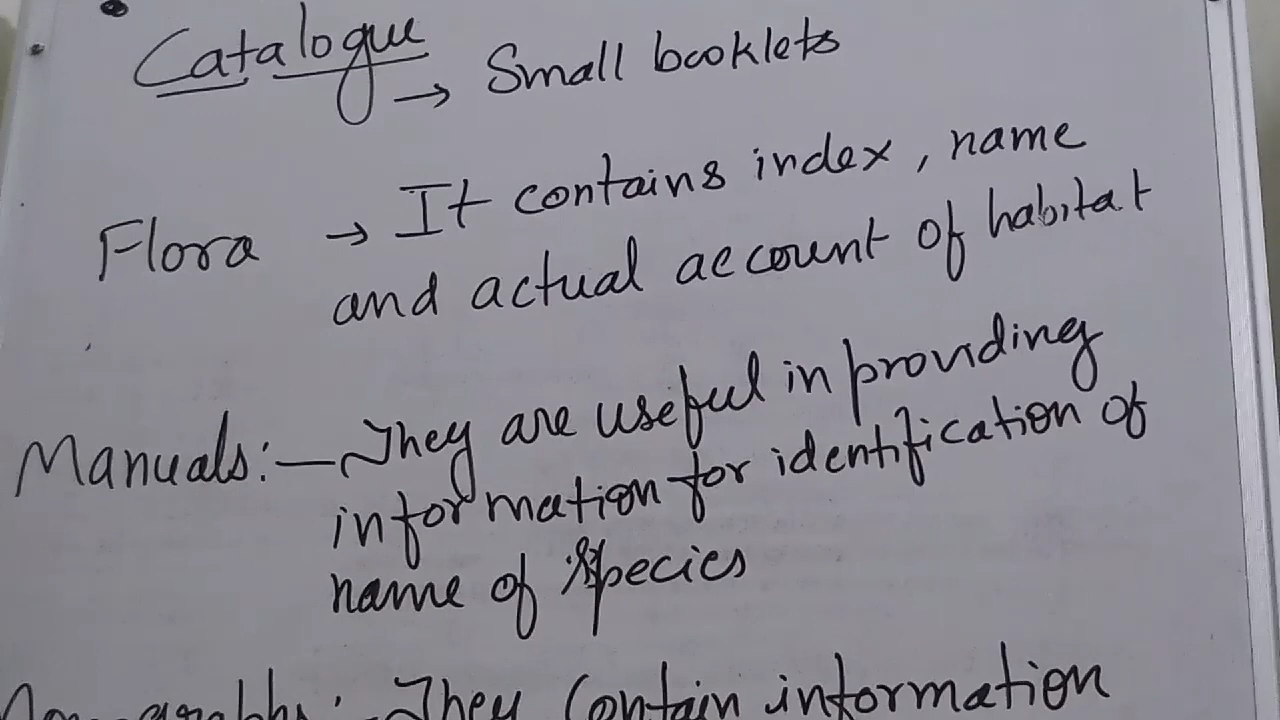 Catalogue
→ Small booklets
Flora → It contains index, name
and actual account of habitat
Manuals:— They are useful in providing
information for identification of
name of species
They contain information